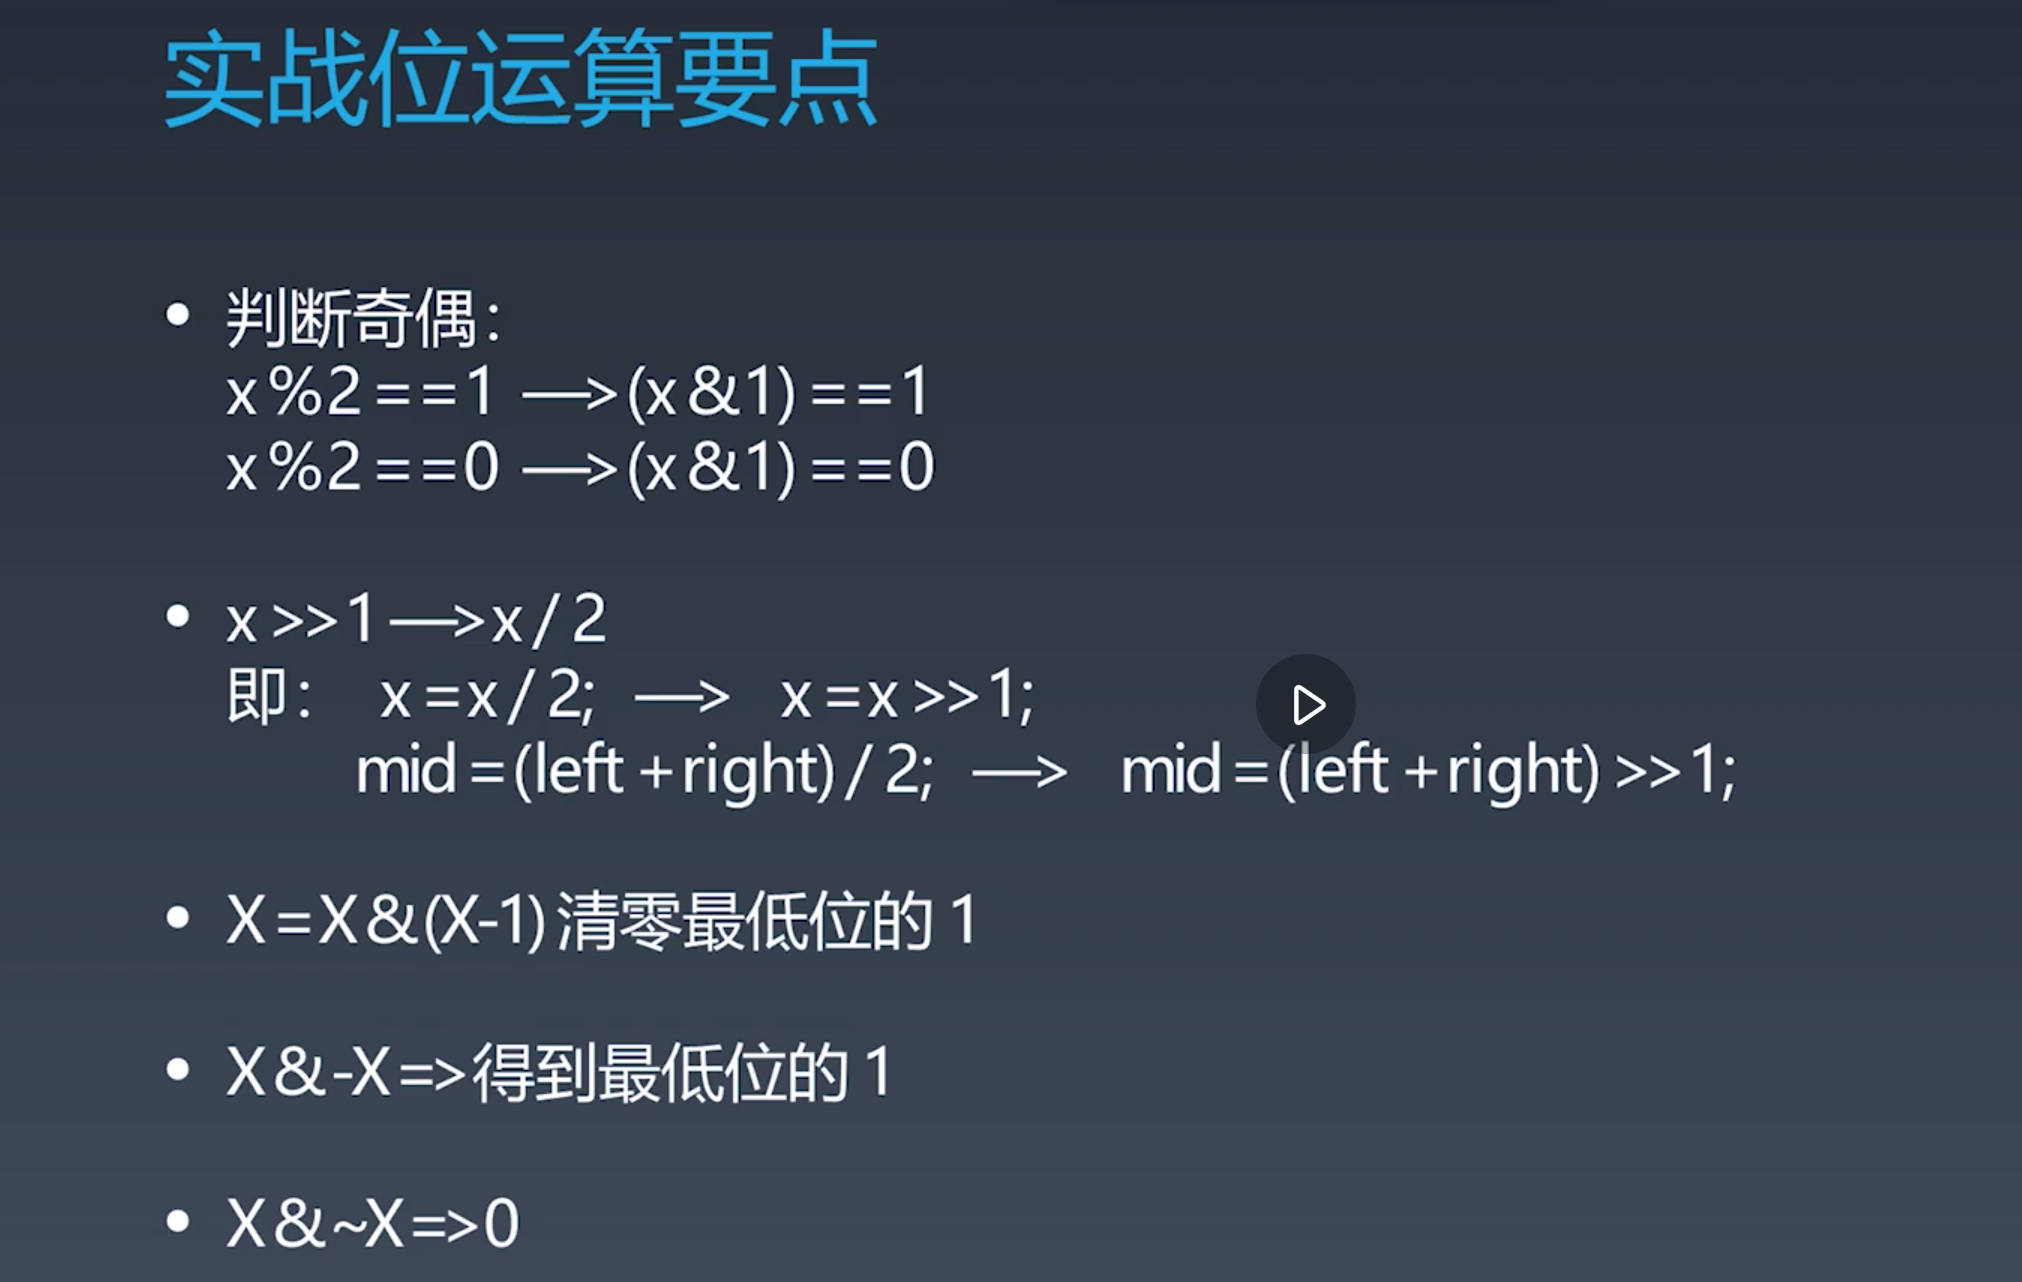 实战位运算要点
• 判断奇偶：
x%2==1 —>(x&1)==1
x%2==0 —>(x&1)==0
• x>>1—>x/2
即： x=x/2; —> x=x>>1;
mid=(left+right)/2; —> mid=(left+right)>>1;
• X=X&(X-1)清零最低位的1
• X&-X=>得到最低位的1
• X&~X=>0